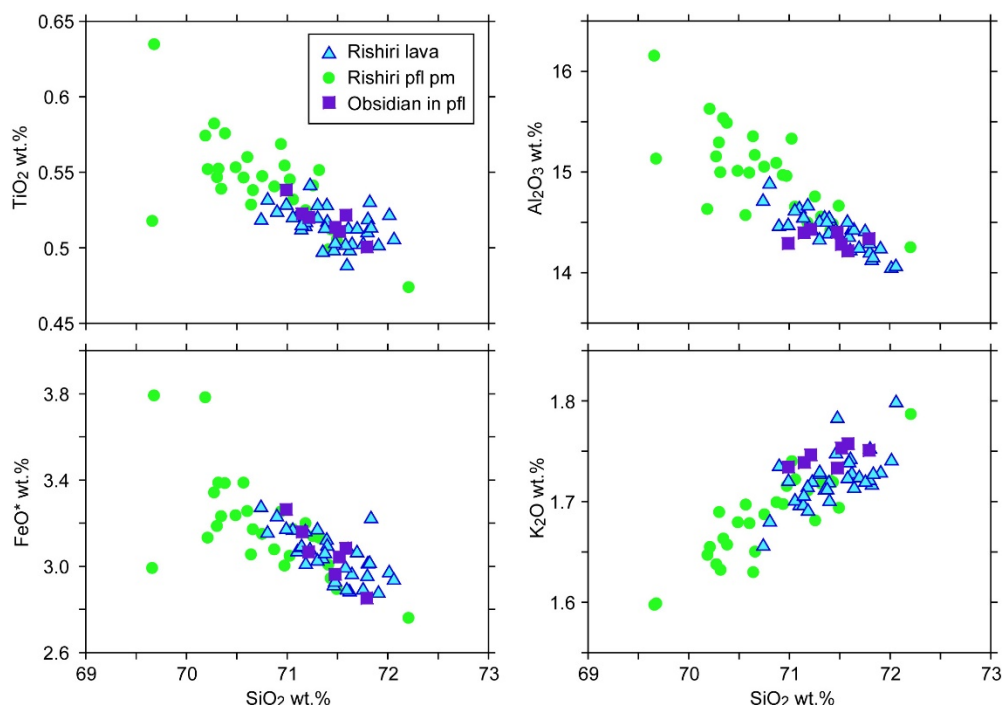 0.65
0.6
0.55
0.5
0.45
TiO2 wt.%
Rishiri lava
Rishiri pfl pm
Obsidian in pfl
16
15
14
Al2O3 wt.%
3.8
3.4
3.0
2.6
FeO* wt.%
69 70 71 72 73
SiO2 wt.%
1.8
1.7
1.6
K2O wt.%
69 70 71 72 73
SiO2 wt.%